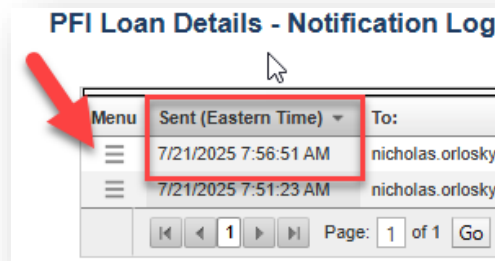 PFI Loan Details - Notification Log
Menu Sent (Eastern Time) To:
7/21/2025 7:56:51 AM nicholas.orlosky
7/21/2025 7:51:23 AM nicholas.orlosky
1 Page: 1 of 1 Go